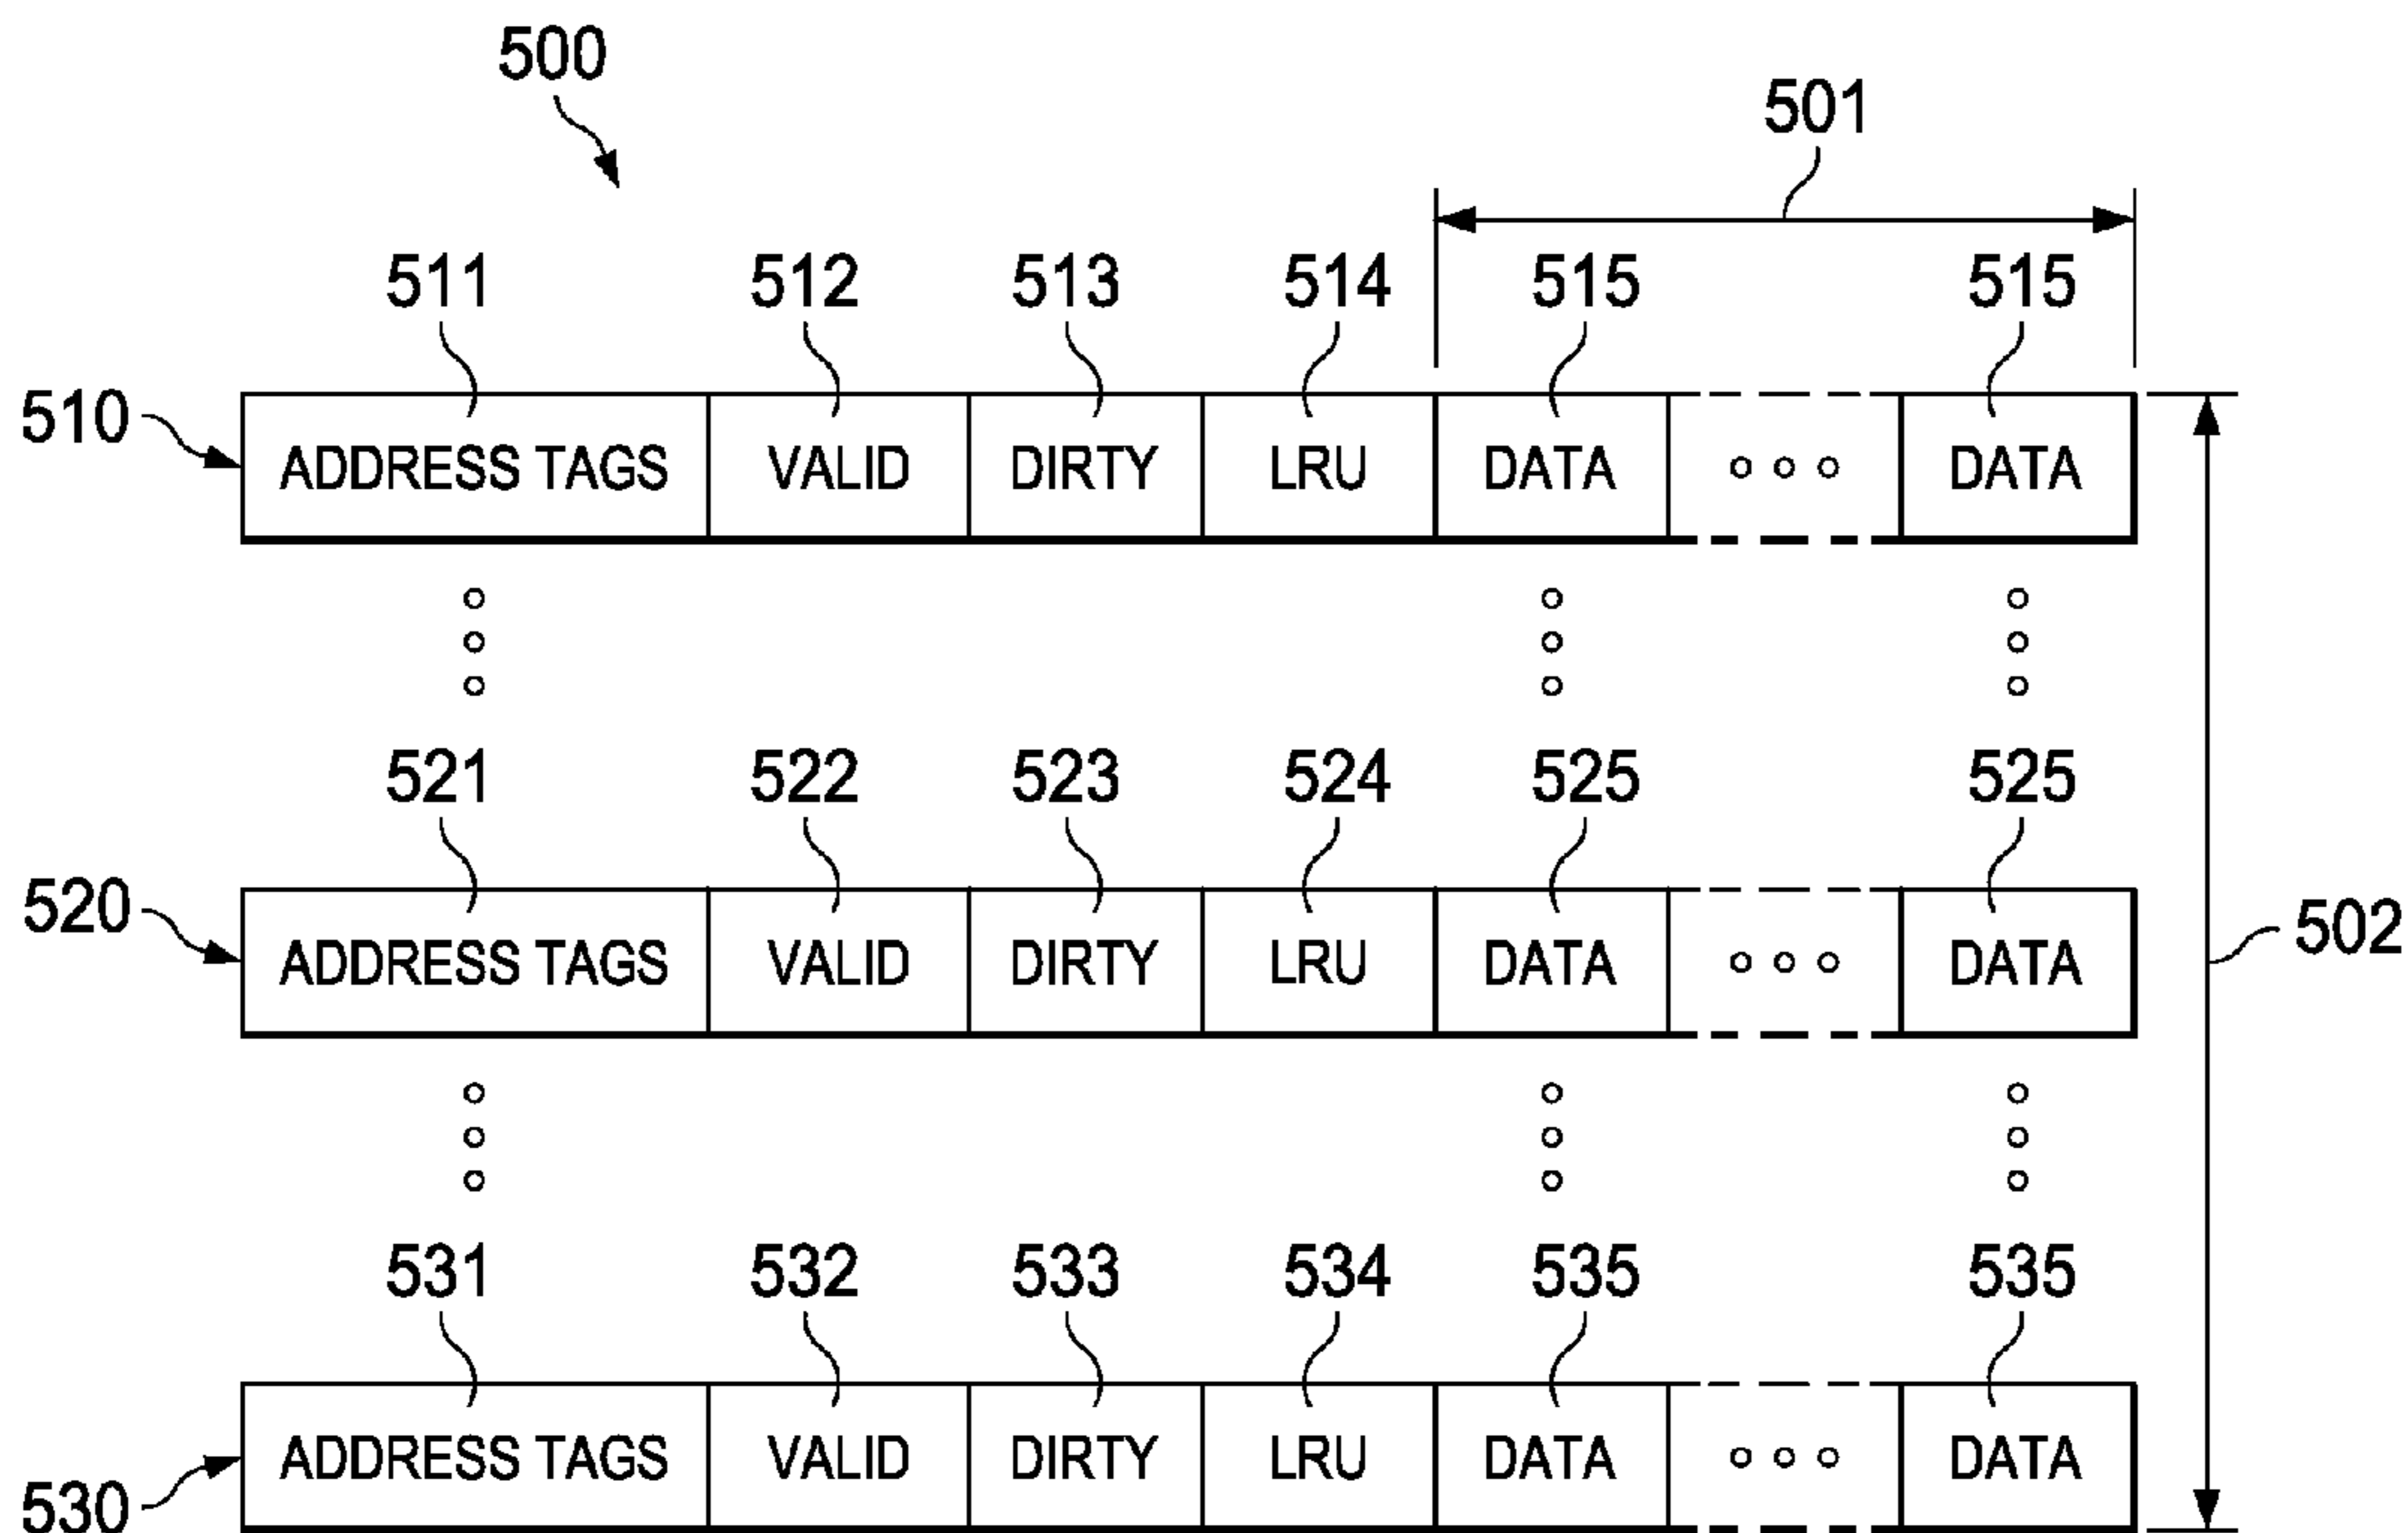 500
501
511 512 513 514 515 515
510
ADDRESS TAGS VALID DIRTY LRU DATA DATA
521 522 523 524 525 525
520
502
ADDRESS TAGS VALID DIRTY LRU DATA DATA
531 532 533 534 535 535
ADDRESS TAGS VALID DIRTY LRU DATA DATA
530